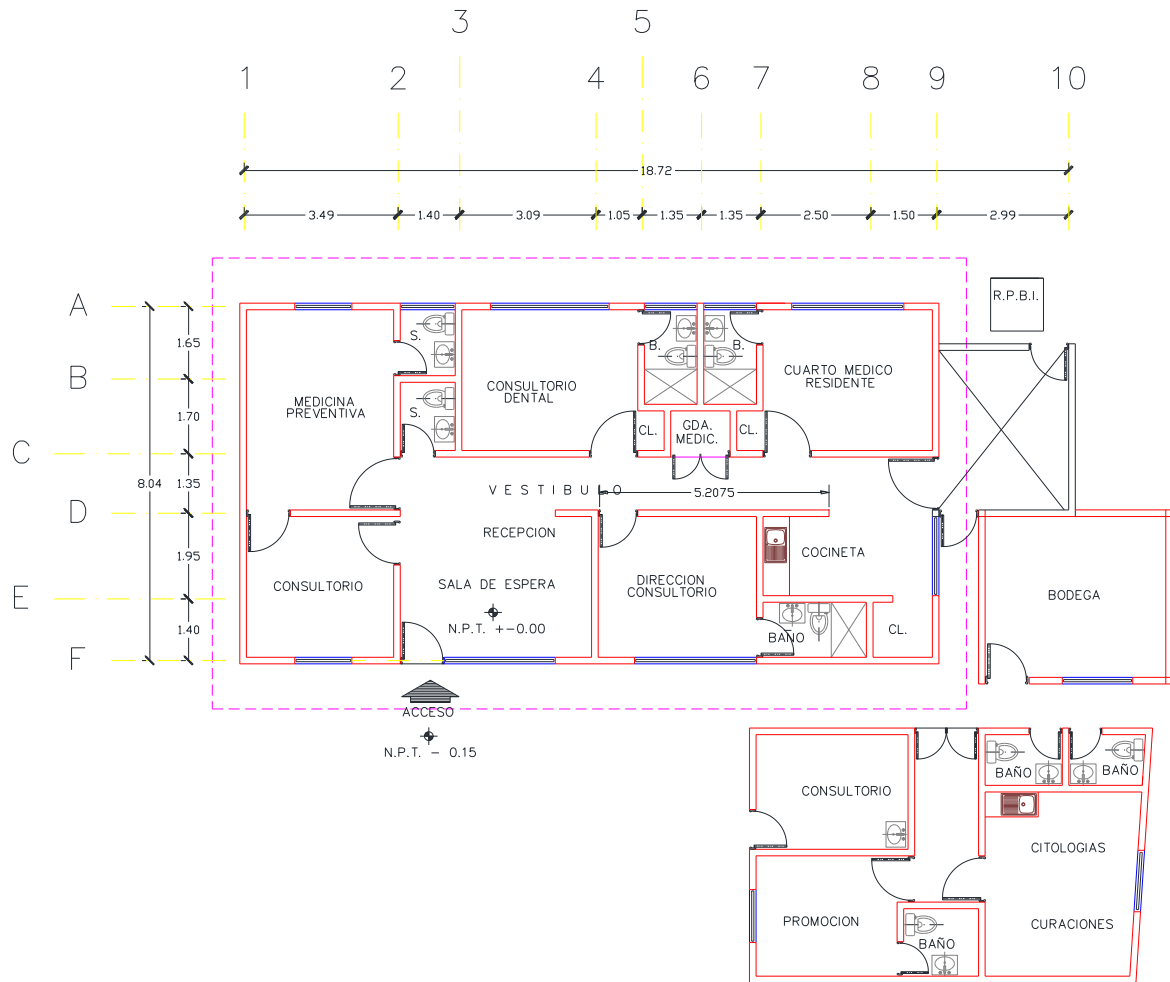 3 5
1 2 4 6 7 8 9 10
18.72
3.49 1.40 3.09 1.05 1.35 1.35 2.50 1.50 2.99
A
B
C
D
E
F
8.04
1.65
1.70
1.35
1.95
1.40
R.P.B.I.
S.
B.
B.
MEDICINA
PREVENTIVA
S.
CONSULTORIO
DENTAL
CL.
GDA.
MEDIC.
CL.
CUARTO MEDICO
RESIDENTE
VESTIBULO
5.2075
RECEPCION
CONSULTORIO
SALA DE ESPERA
N.P.T. +-0.00
DIRECCION
CONSULTORIO
COCINETA
BAÑO
CL.
BODEGA
ACCESO
N.P.T. - 0.15
CONSULTORIO
BAÑO
BAÑO
CITOLOGIAS
PROMOCION
BAÑO
CURACIONES